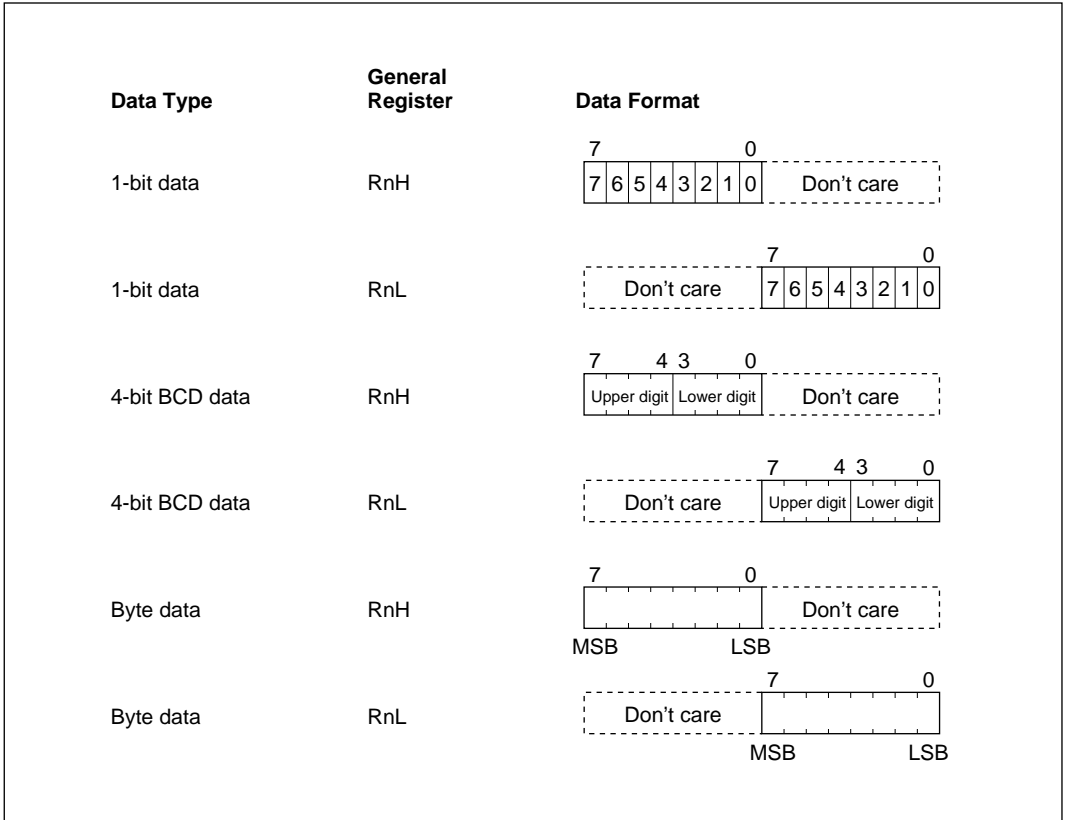 General
Data Type Register Data Format
7 0
1-bit data RnH 7 6 5 4 3 2 1 0 Don't care
7 0
1-bit data RnL Don't care 7 6 5 4 3 2 1 0
7 4 3 0
4-bit BCD data RnH Upper digit Lower digit Don't care
7 4 3 0
4-bit BCD data RnL Don't care Upper digit Lower digit
7 0
Byte data RnH Don't care
MSB LSB
7 0
Byte data RnL Don't care
MSB LSB